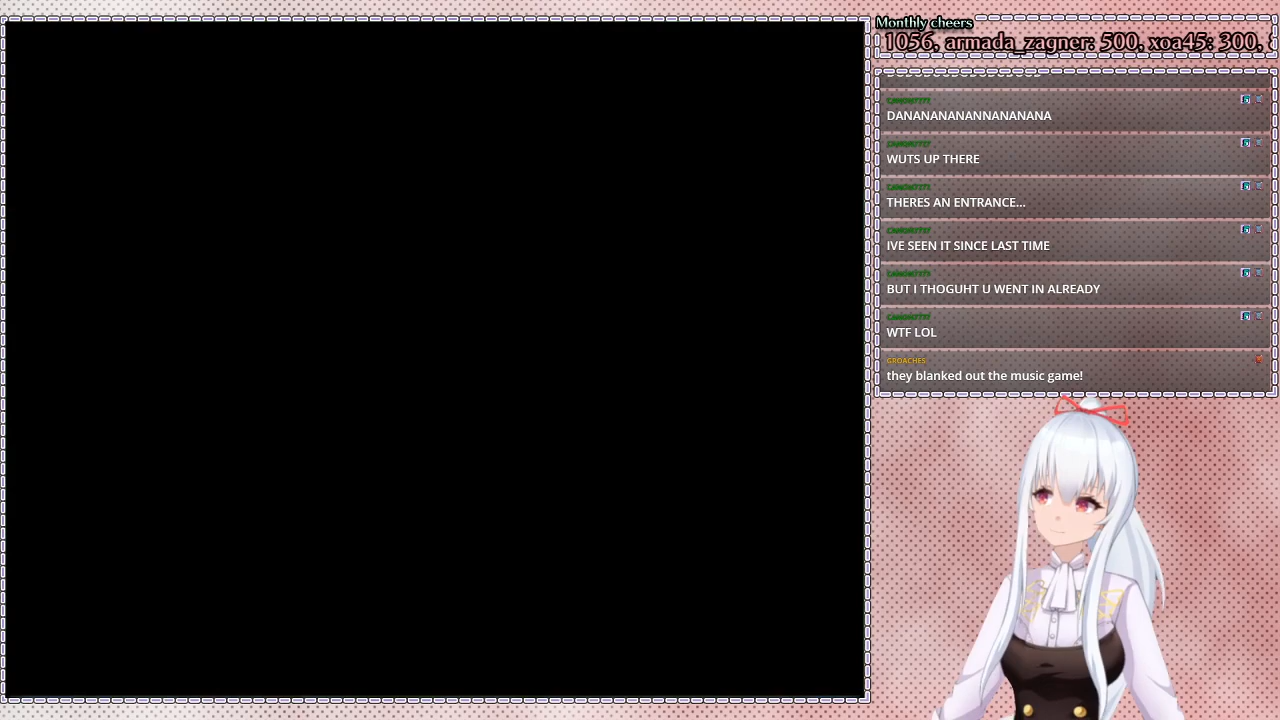 Monthly cheers
1056, armada_zagner: 500, xoa45: 300,
DANANANANANNANANANA
WUTS UP THERE
THERES AN ENTRANCE...
IVE SEEN IT SINCE LAST TIME
BUT I THOGUHT U WENT IN ALREADY
WTF LOL
GROACHES
they blanked out the music game!